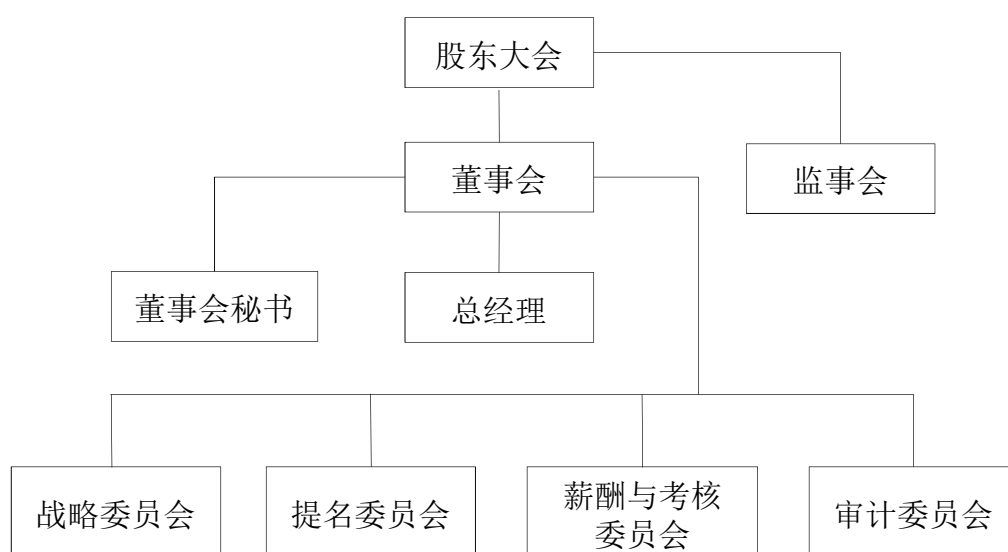 股东大会
董事会
监事会
董事会秘书
总经理
战略委员会
提名委员会
薪酬与考核
委员会
审计委员会